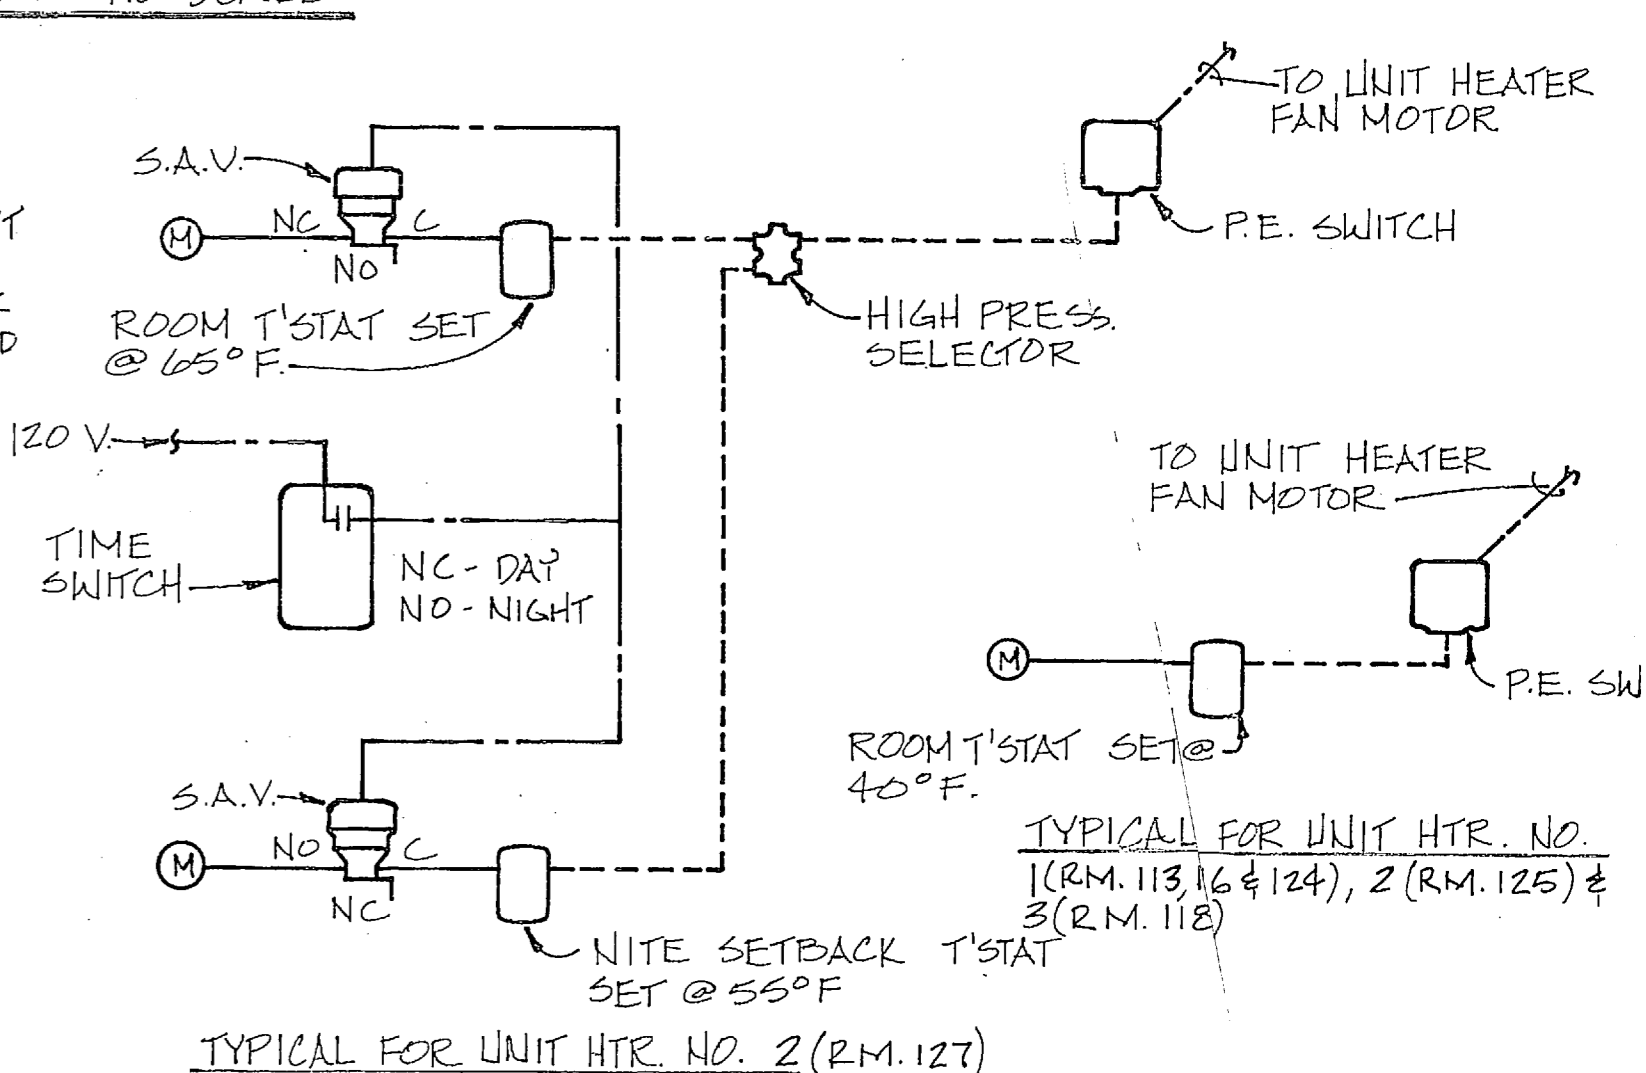 TO UNIT HEATER
FAN MOTOR
S.A.V.
NC
C
M
NO
P.E. SWITCH
ROOM T'STAT SET
@ 65°F.
HIGH PRESS.
SELECTOR
120 V.
TO UNIT HEATER
FAN MOTOR
TIME
SWITCH
NC - DAY
NO - NIGHT
M
P.E. SW
ROOM T'STAT SET @
40°F.
S.A.V.
NO
C
M
NC
TYPICAL FOR UNIT HTR. NO.
1(RM. 113, 16 & 124), 2 (RM. 125) &
3(RM. 118)
NITE SETBACK T'STAT
SET @ 55°F
TYPICAL FOR UNIT HTR. NO. 2 (RM. 127)